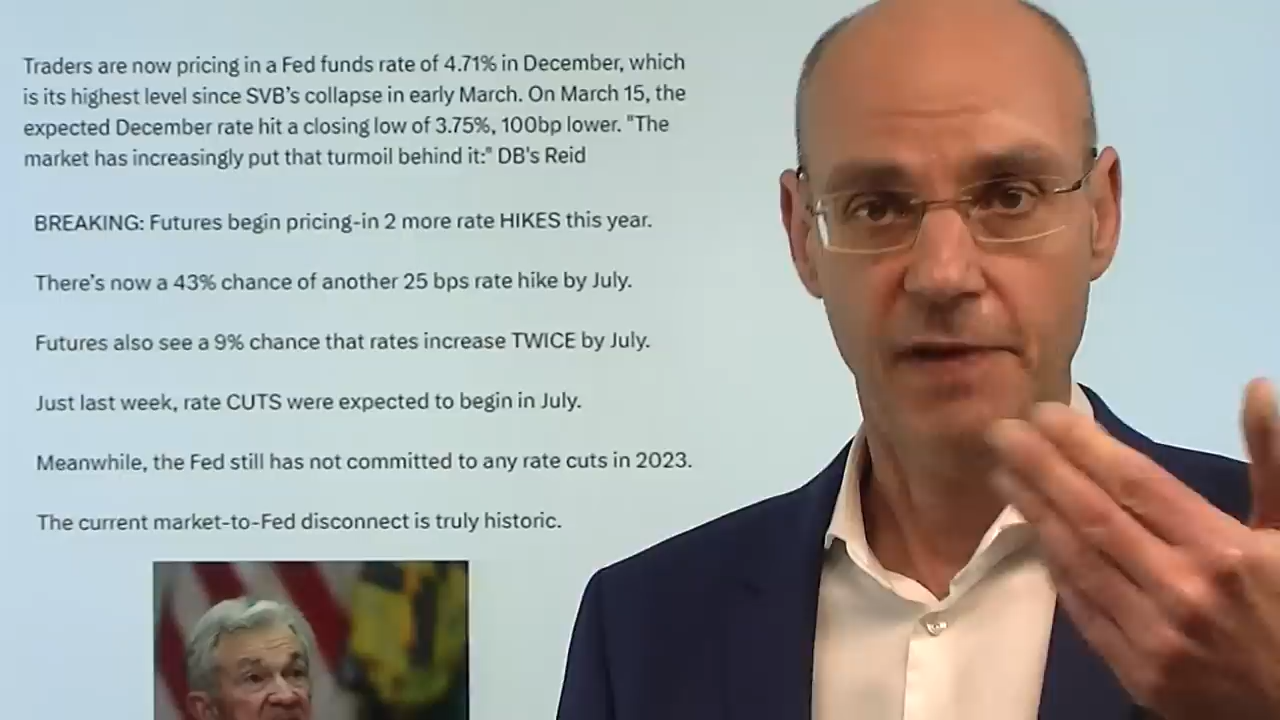 Traders are now pricing in a Fed funds rate of 4.71% in December, which
is its highest level since SVB's collapse in early March. On March 15, the
expected December rate hit a closing low of 3.75%, 100bp lower. "The
market has increasingly put that turmoil behind it:" DB's Reid
BREAKING: Futures begin pricing-in 2 more rate HIKES this year.
There's now a 43% chance of another 25 bps rate hike by July.
Futures also see a 9% chance that rates increase TWICE by July.
Just last week, rate CUTS were expected to begin in July.
Meanwhile, the Fed still has not committed to any rate cuts in 2023.
The current market-to-Fed disconnect is truly historic.